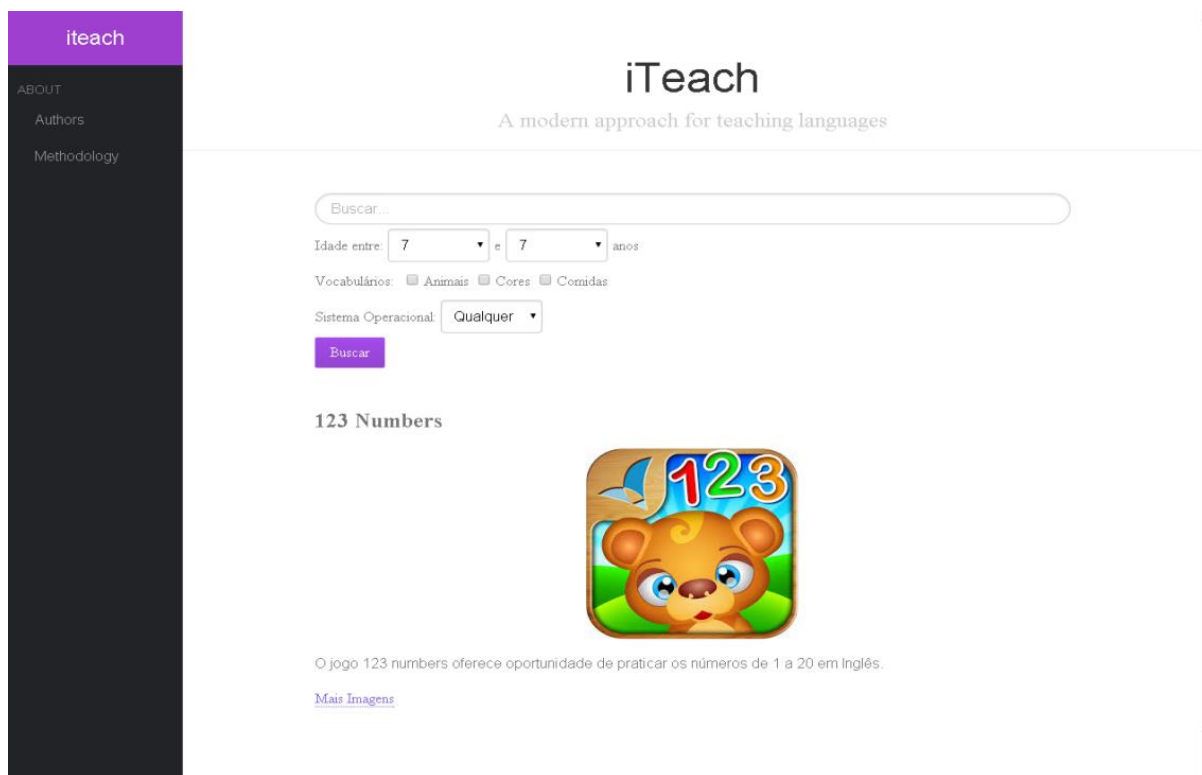 iteach
ABOUT
Authors
Methodology
iTeach
A modern approach for teaching languages
Buscar...
Idade entre: 7 e 7 anos
Vocabulários: Animais Cores Comidas
Sistema Operacional: Qualquer
Buscar
123 Numbers
123
O jogo 123 numbers oferece oportunidade de praticar os números de 1 a 20 em Inglês.
Mais Imagens